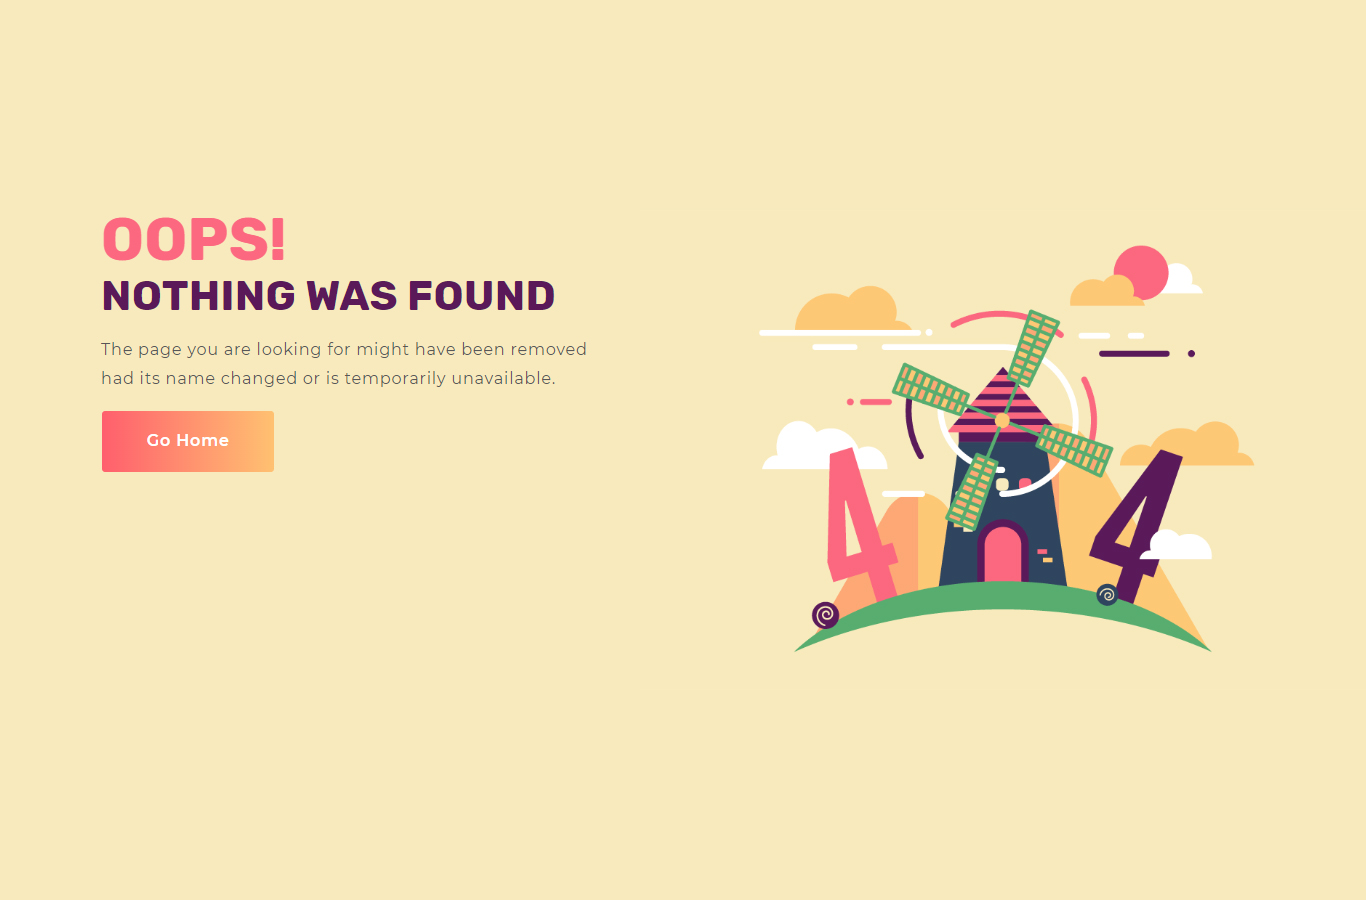 OOPS!
NOTHING WAS FOUND
The page you are looking for might have been removed
had its name changed or is temporarily unavailable.
Go Home
4 4